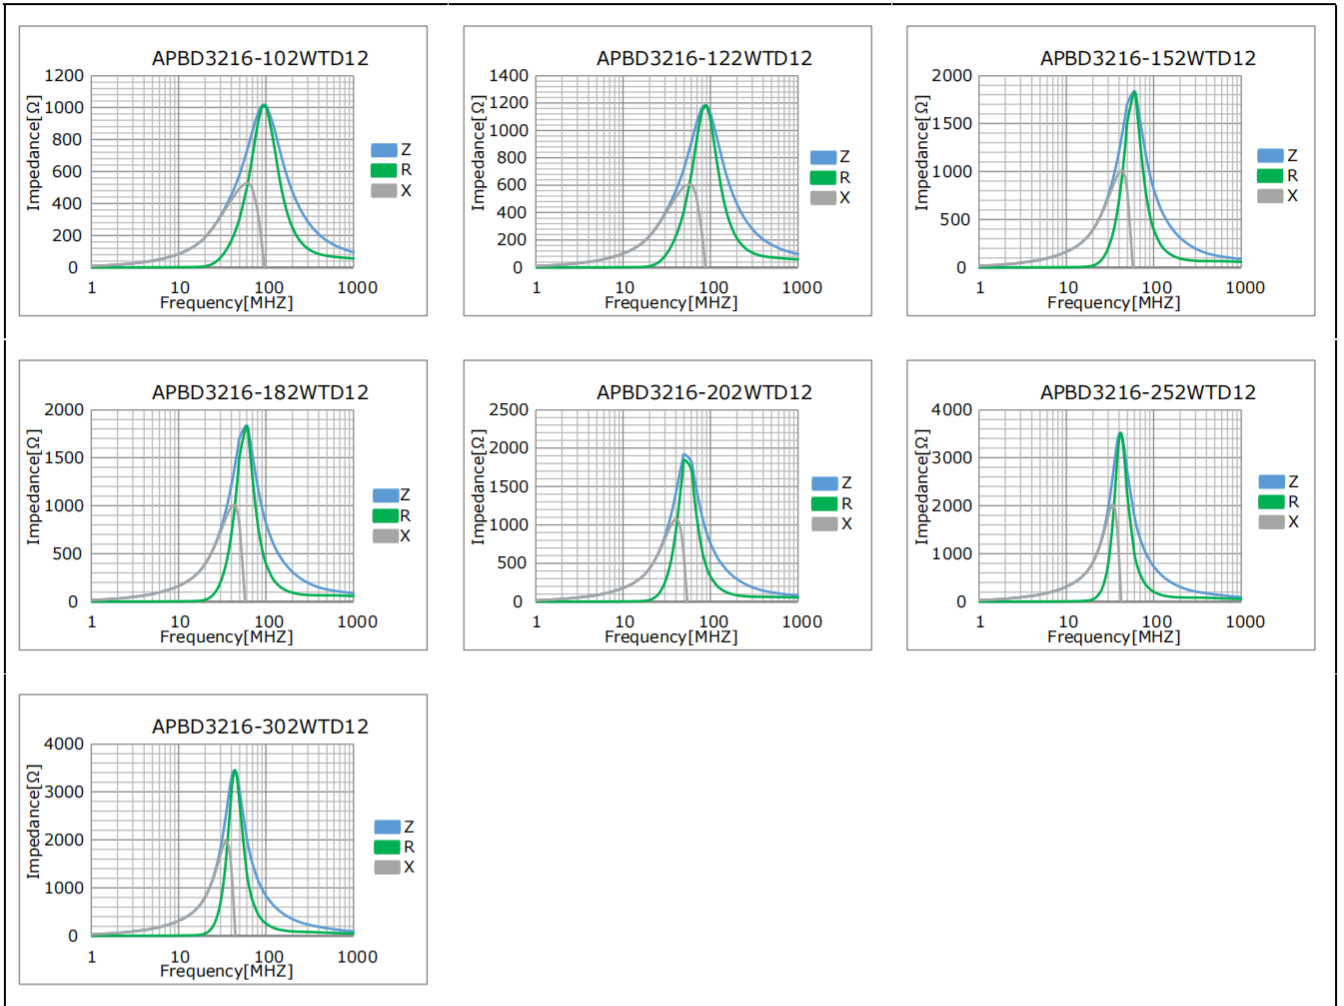 APBD3216-102WTD12
Impedance[Ω]
1200
1000
800
600
400
200
0
1 10 100 1000
Frequency[MHZ]
Z
R
X
APBD3216-122WTD12
Impedance[Ω]
1400
1200
1000
800
600
400
200
0
1 10 100 1000
Frequency[MHZ]
Z
R
X
APBD3216-152WTD12
Impedance[Ω]
2000
1500
1000
500
0
1 10 100 1000
Frequency[MHZ]
Z
R
X
APBD3216-182WTD12
Impedance[Ω]
2000
1500
1000
500
0
1 10 100 1000
Frequency[MHZ]
Z
R
X
APBD3216-202WTD12
Impedance[Ω]
2500
2000
1500
1000
500
0
1 10 100 1000
Frequency[MHZ]
Z
R
X
APBD3216-252WTD12
Impedance[Ω]
4000
3000
2000
1000
0
1 10 100 1000
Frequency[MHZ]
Z
R
X
APBD3216-302WTD12
Impedance[Ω]
4000
3000
2000
1000
0
1 10 100 1000
Frequency[MHZ]
Z
R
X